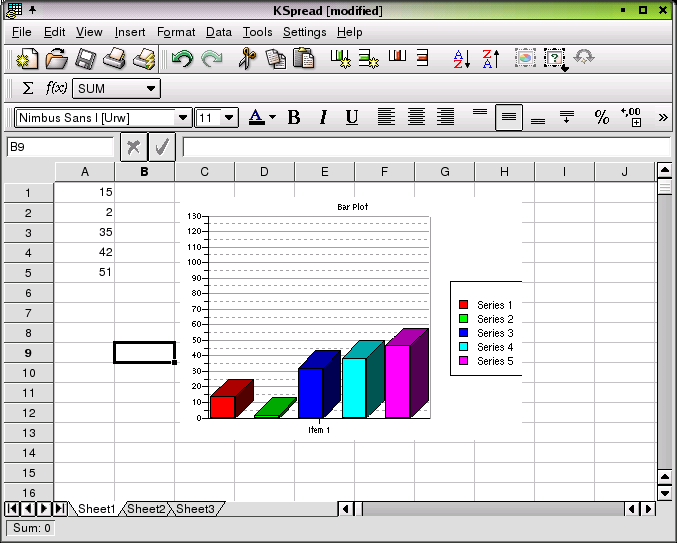 KSpread [modified]
File Edit View Insert Format Data Tools Settings Help
A Z Z A ?
Σ f(x) SUM
Nimbus Sans l [Urw] 11 A B I U % +,00 »
B9
A B C D E F G H I J
1 15
2 2
3 35
4 42
5 51
6
7
8
9
10
11
12
13
14
15
16
Bar Plot
130
120
110
100
90
80
70
60
50
40
30
20
10
0
Item 1
Series 1
Series 2
Series 3
Series 4
Series 5
Sheet1 Sheet2 Sheet3
Sum: 0